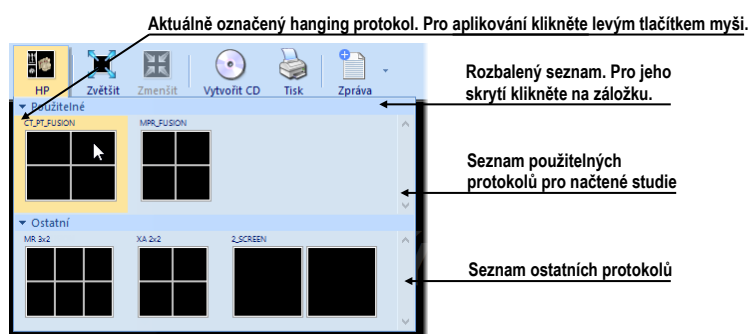 Aktuálně označený hanging protokol. Pro aplikování klikněte levým tlačítkem myši.
HP
Zvětšit
Zmenšit
Vytvořit CD
Tisk
Zpráva
Rozbalený seznam. Pro jeho
skrytí klikněte na záložku.
Použitelné
CT_PT_FUSION
MPR_FUSION
Seznam použitelných
protokolů pro načtené studie
Ostatní
MR 3x2
XA 2x2
2_SCREEN
Seznam ostatních protokolů